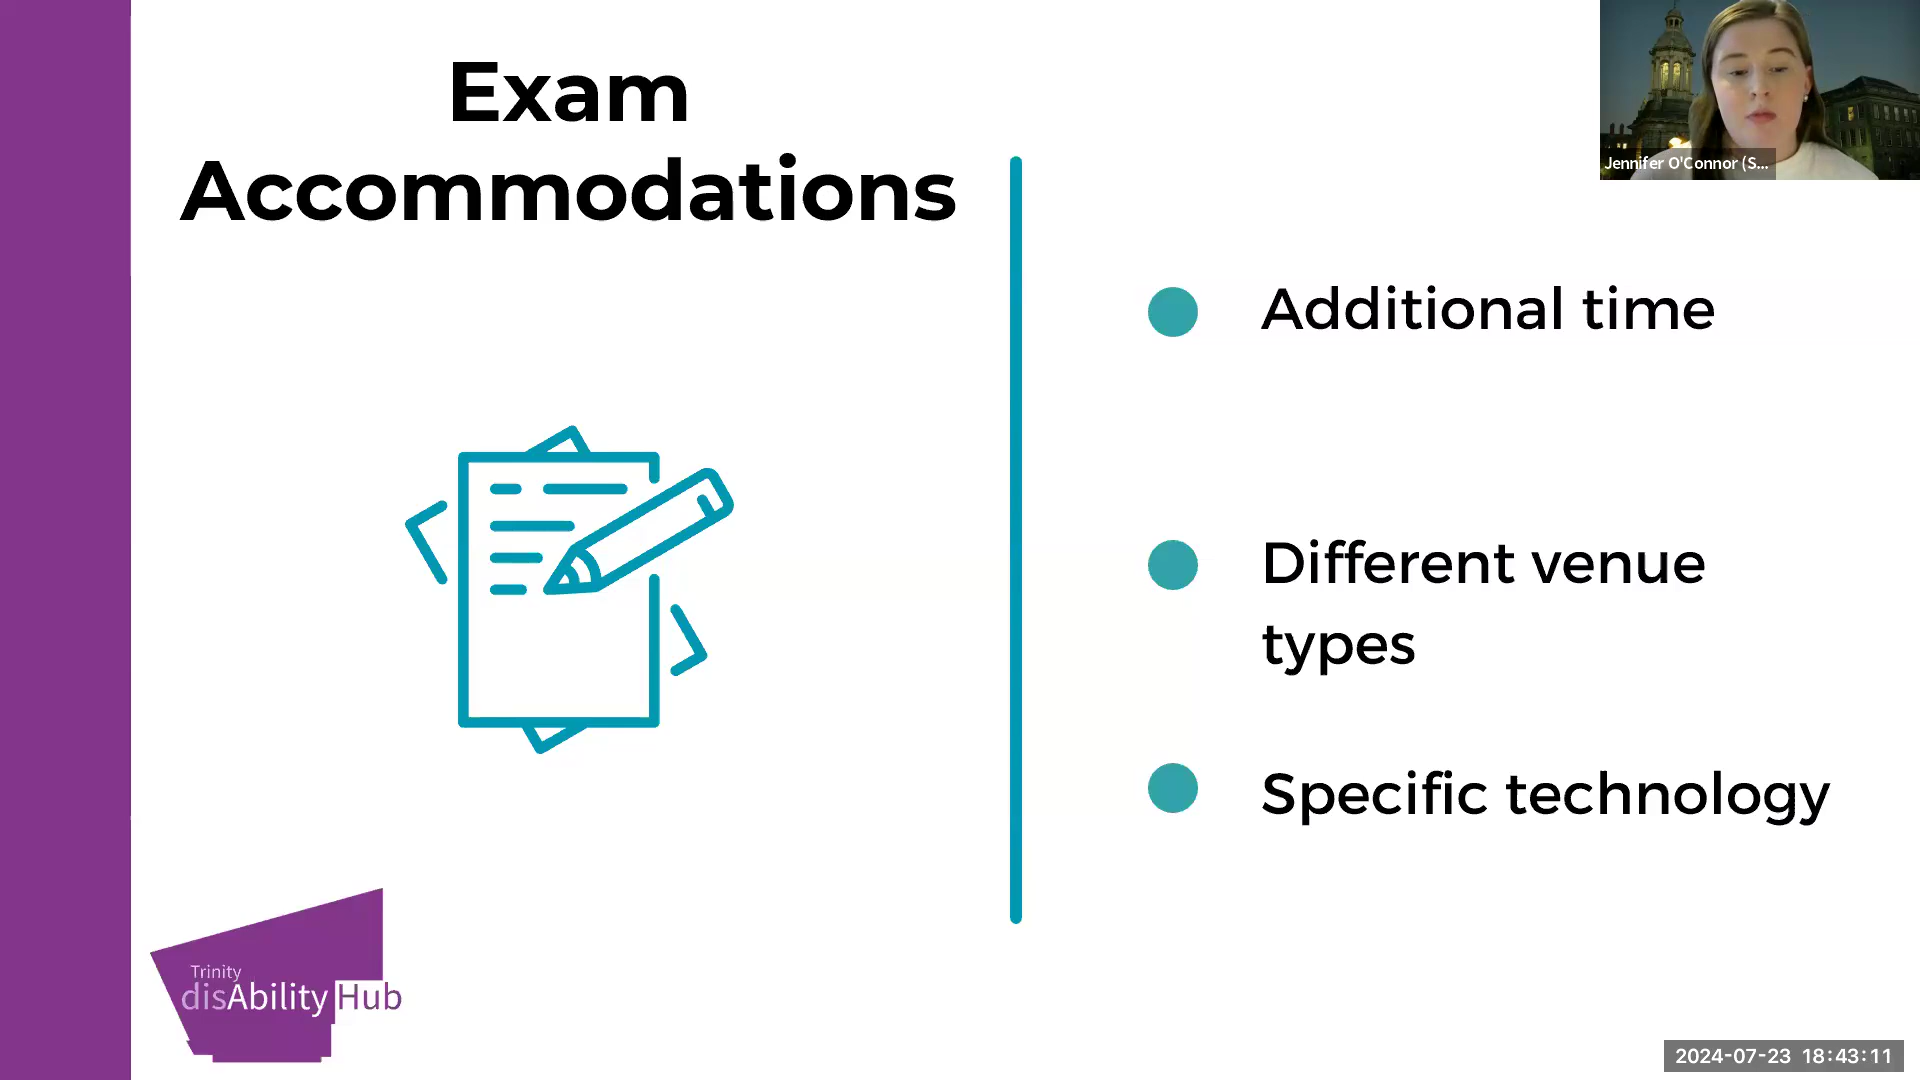 Exam
Accommodations
Jennifer O'Connor (S...
Additional time
Different venue
types
Specific technology
Trinity
disAbility Hub
2024-07-23 18:43:11